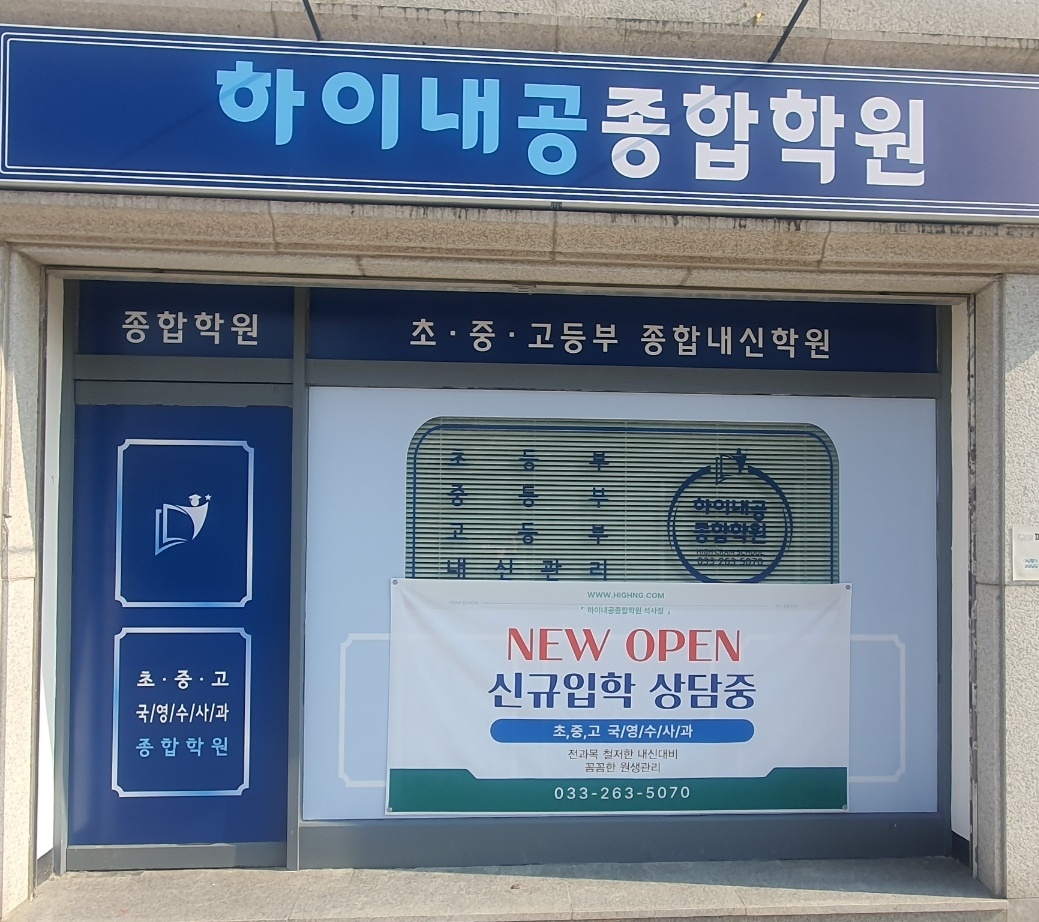 하이내공종합학원
종합학원
초·중·고등부 종합내신학원
초·중·고
국/영/수/사/과
종합학원
초등부
중등부
고등부
내신관리
하이내공
종합학원
033-263-5070
WWW.HIGHNG.COM
「 하이내공종합학원 석사점 」
NEW OPEN
신규입학 상담중
초,중,고 국/영/수/사/과
전과목 철저한 내신대비
꼼꼼한 원생관리
033-263-5070